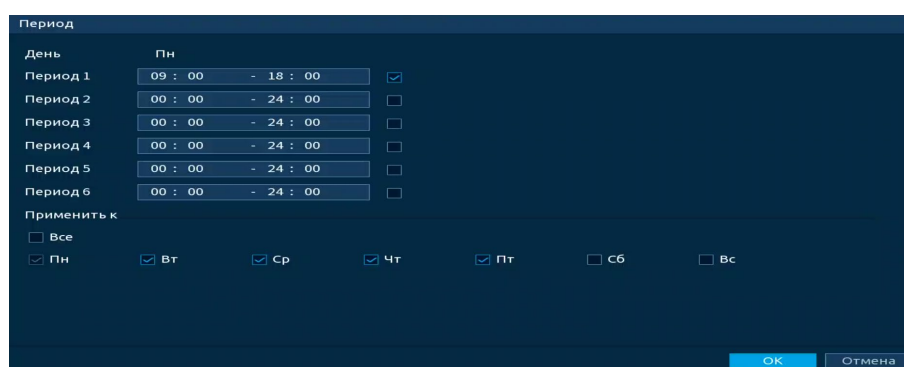 Период
День Пн
Период 1 09 : 00 - 18 : 00
Период 2 00 : 00 - 24 : 00
Период 3 00 : 00 - 24 : 00
Период 4 00 : 00 - 24 : 00
Период 5 00 : 00 - 24 : 00
Период 6 00 : 00 - 24 : 00
Применить к
Все
Пн Вт Ср Чт Пт Сб Вс
OK Отмена